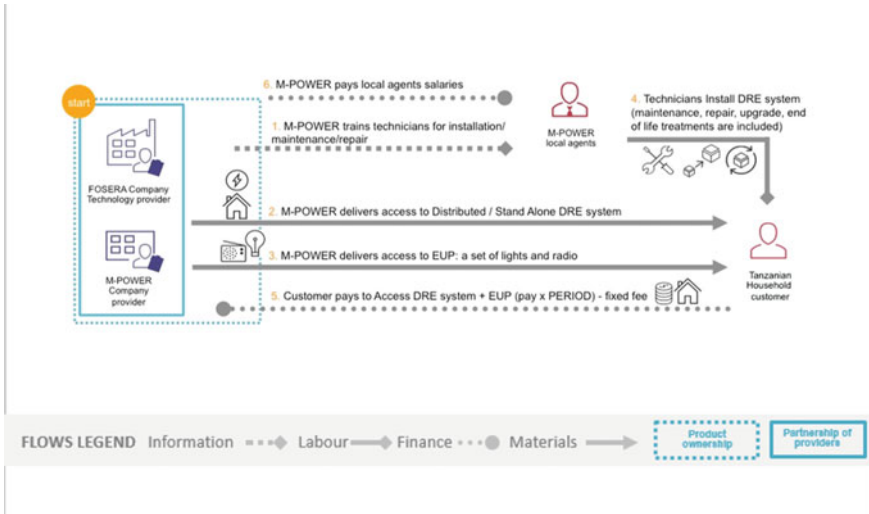 start
6. M-POWER pays local agents salaries
1. M-POWER trains technicians for installation/
maintenance/repair
M-POWER
local agents
4. Technicians Install DRE system
(maintenance, repair, upgrade, end
of life treatments are included)
FOSERA Company
Technology provider
2. M-POWER delivers access to Distributed / Stand Alone DRE system
3. M-POWER delivers access to EUP: a set of lights and radio
M-POWER
Company
provider
5. Customer pays to Access DRE system + EUP (pay x PERIOD) - fixed fee
Tanzanian
Household
customer
FLOWS LEGEND Information Labour Finance Materials
Product
ownership
Partnership of
providers